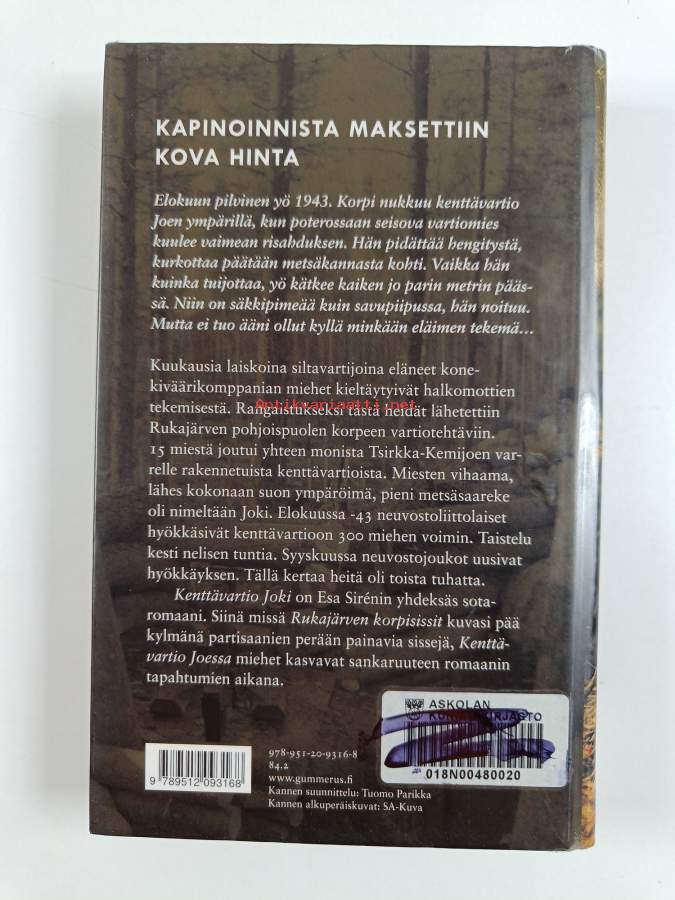 KAPINOINNISTA MAKSETTIIN
KOVA HINTA
Elokuun pilvinen yö 1943. Korpi nukkuu kenttävartio
Joen ympärillä, kun poterossaan seisova vartiomies
kuulee vaimean risahduksen. Hän pidättää hengitystä,
kurkottaa päätään metsäkannasta kohti. Vaikka hän
kuinka tuijottaa, yö kätkee kaiken jo parin metrin pääs-
sä. Niin on säkkipimeää kuin savupiipussa, hän noituu.
Mutta ei tuo ääni ollut kyllä minkään eläimen tekemä...
Kuukausia laiskoina siltavartijoina eläneet kone-
kiväärikomppanian miehet kieltäytyivät halkomottien
tekemisestä. Rangaistukseksi tästä heidät lähetettiin
Antikvariaatti.net
Rukajärven pohjoispuolen korpeen vartiotehtäviin.
15 miestä joutui yhteen monista Tsirkka-Kemijoen var-
relle rakennetuista kenttävartioista. Miesten vihaama,
lähes kokonaan suon ympäröimä, pieni metsäsaareke
oli nimeltään Joki. Elokuussa -43 neuvostoliittolaiset
hyökkäsivät kenttävartioon 300 miehen voimin. Taistelu
kesti nelisen tuntia. Syyskuussa neuvostojoukot uusivat
hyökkäyksen. Tällä kertaa heitä oli toista tuhatta.
Kenttävartio Joki on Esa Sirénin yhdeksäs sota-
romaani. Siinä missä Rukajärven korpisissit kuvasi pää
kylmänä partisaanien perään painavia sissejä, Kenttä-
vartio Joessa miehet kasvavat sankaruuteen romaanin
tapahtumien aikana.
ASKOLAN
KUNNANKIRJASTO
018N00480020
978-951-20-9316-8
84.2
www.gummerus.fi
Kannen suunnittelu: Tuomo Parikka
Kannen alkuperäiskuvat: SA-Kuva
9 789512 093168